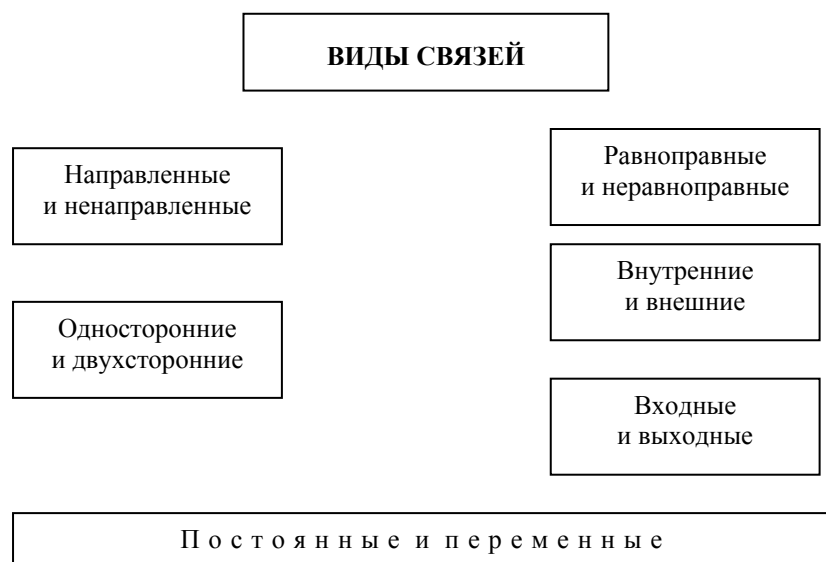 ВИДЫ СВЯЗЕЙ
Направленные
и ненаправленные
Равноправные
и неравноправные
Внутренние
и внешние
Односторонние
и двухсторонние
Входные
и выходные
П о с т о я н н ы е и п е р е м е н н ы е